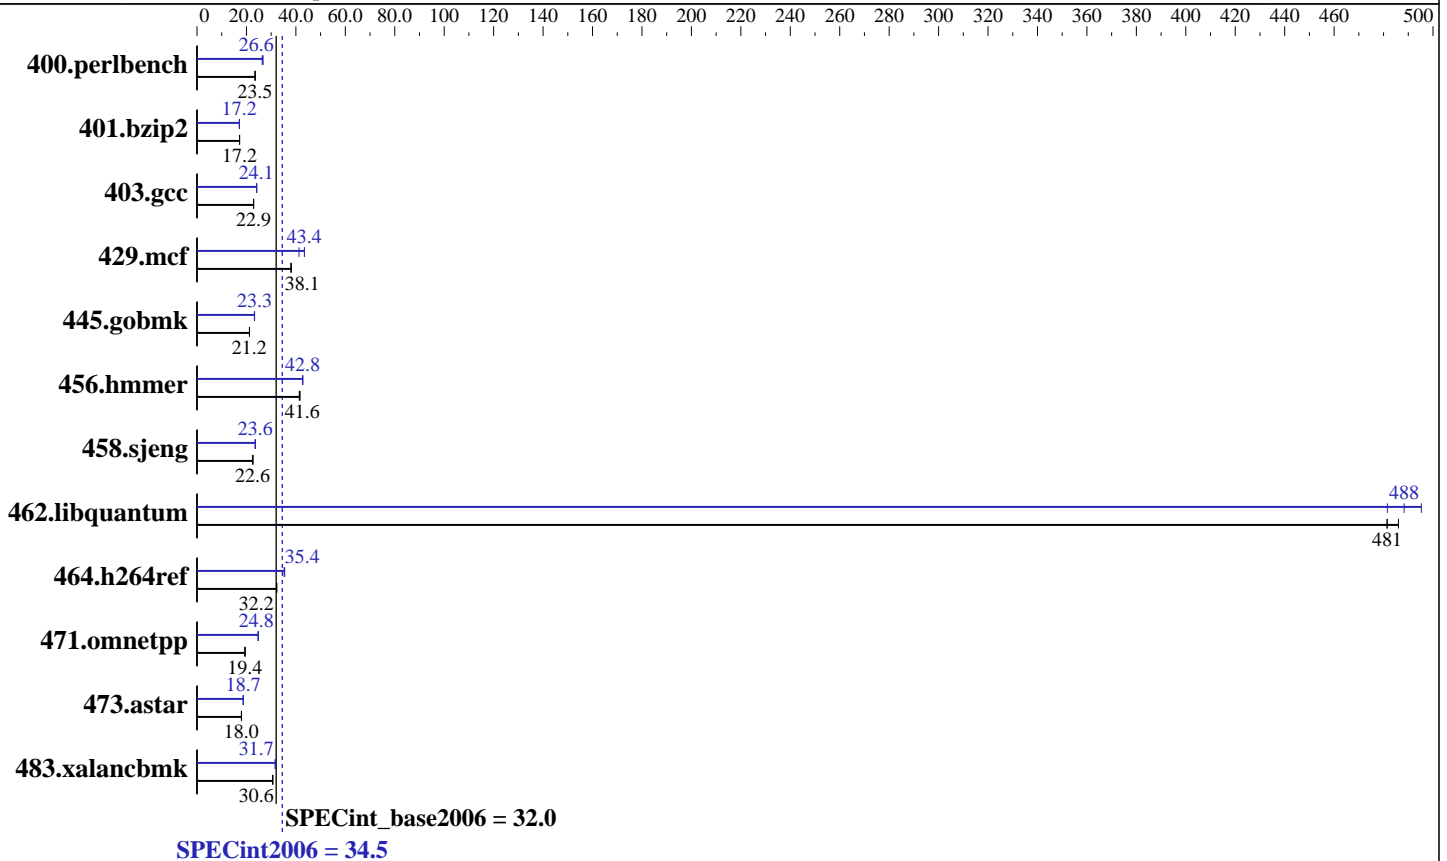 0 20.0 40.0 60.0 80.0 100 120 140 160 180 200 220 240 260 280 300 320 340 360 380 400 420 440 460 500
26.6
400.perlbench
23.5
17.2
401.bzip2
17.2
24.1
403.gcc
22.9
43.4
429.mcf
38.1
23.3
445.gobmk
21.2
42.8
456.hmmer
41.6
23.6
458.sjeng
22.6
488
462.libquantum
481
35.4
464.h264ref
32.2
24.8
471.omnetpp
19.4
18.7
473.astar
18.0
31.7
483.xalancbmk
30.6
SPECint_base2006 = 32.0
SPECint2006 = 34.5